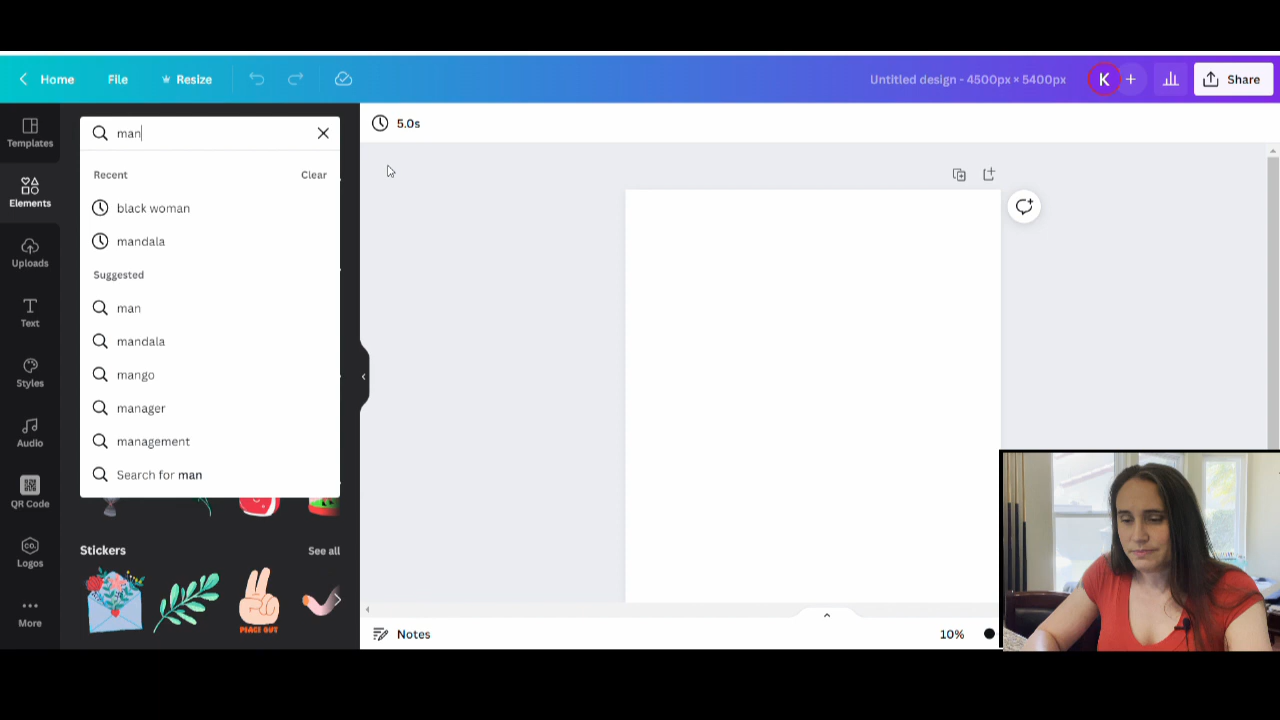 Home File Resize Untitled design - 4500px × 5400px K + Share
5.0s
Templates
Elements
Uploads
Text
Styles
Audio
QR Code
CO.
Logos
More
man
Recent Clear
black woman
mandala
Suggested
man
mandala
mango
manager
management
Search for man
Stickers See all
PEACE OUT
Notes 10%